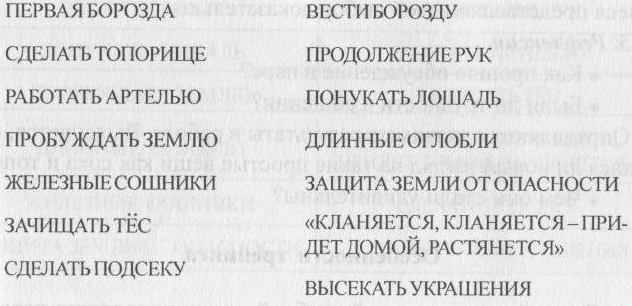 ПЕРВАЯ БОРОЗДА
СДЕЛАТЬ ТОПОРИЩЕ
РАБОТАТЬ АРТЕЛЬЮ
ПРОБУЖДАТЬ ЗЕМЛЮ
ЖЕЛЕЗНЫЕ СОШНИКИ
ЗАЧИЩАТЬ ТЁС
СДЕЛАТЬ ПОДСЕКУ
ВЕСТИ БОРОЗДУ
ПРОДОЛЖЕНИЕ РУК
ПОНУКАТЬ ЛОШАДЬ
ДЛИННЫЕ ОГЛОБЛИ
ЗАЩИТА ЗЕМЛИ ОТ ОПАСНОСТИ
«КЛАНЯЕТСЯ, КЛАНЯЕТСЯ – ПРИ-
ДЕТ ДОМОЙ, РАСТЯНЕТСЯ»
ВЫСЕКАТЬ УКРАШЕНИЯ